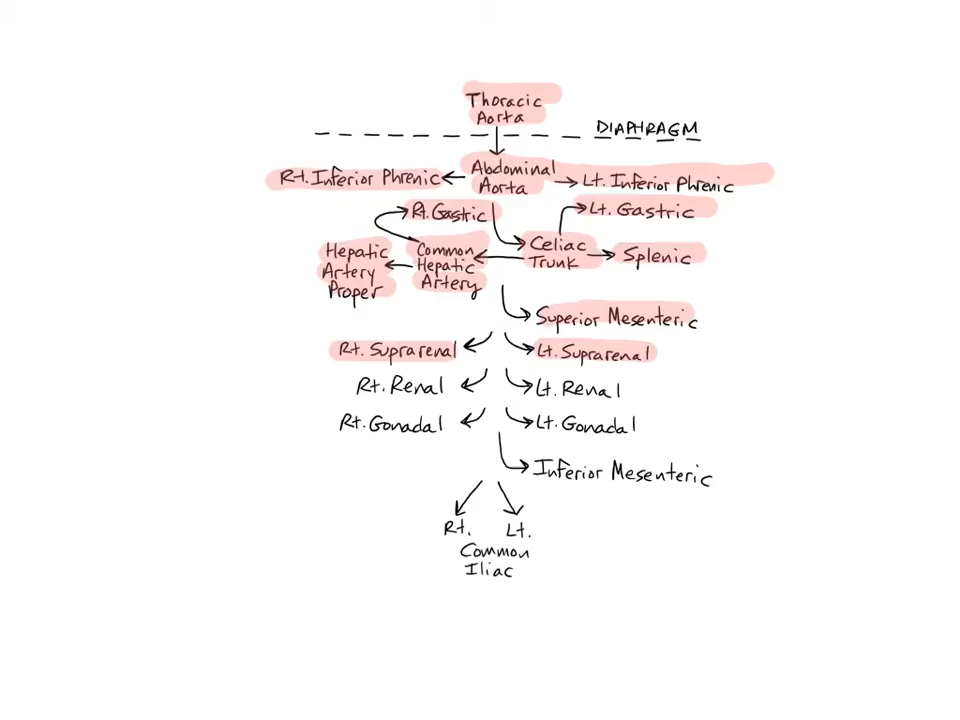 Thoracic
Aorta
DIAPHRAGM
Rt. Inferior Phrenic
Abdominal
Aorta
Lt. Inferior Phrenic
Rt. Gastric
Lt. Gastric
Hepatic
Artery
Proper
Common
Hepatic
Artery
Celiac
Trunk
Splenic
Superior Mesenteric
Rt. Suprarenal
Lt. Suprarenal
Rt. Renal
Lt. Renal
Rt. Gonadal
Lt. Gonadal
Inferior Mesenteric
Rt. Lt.
Common
Iliac